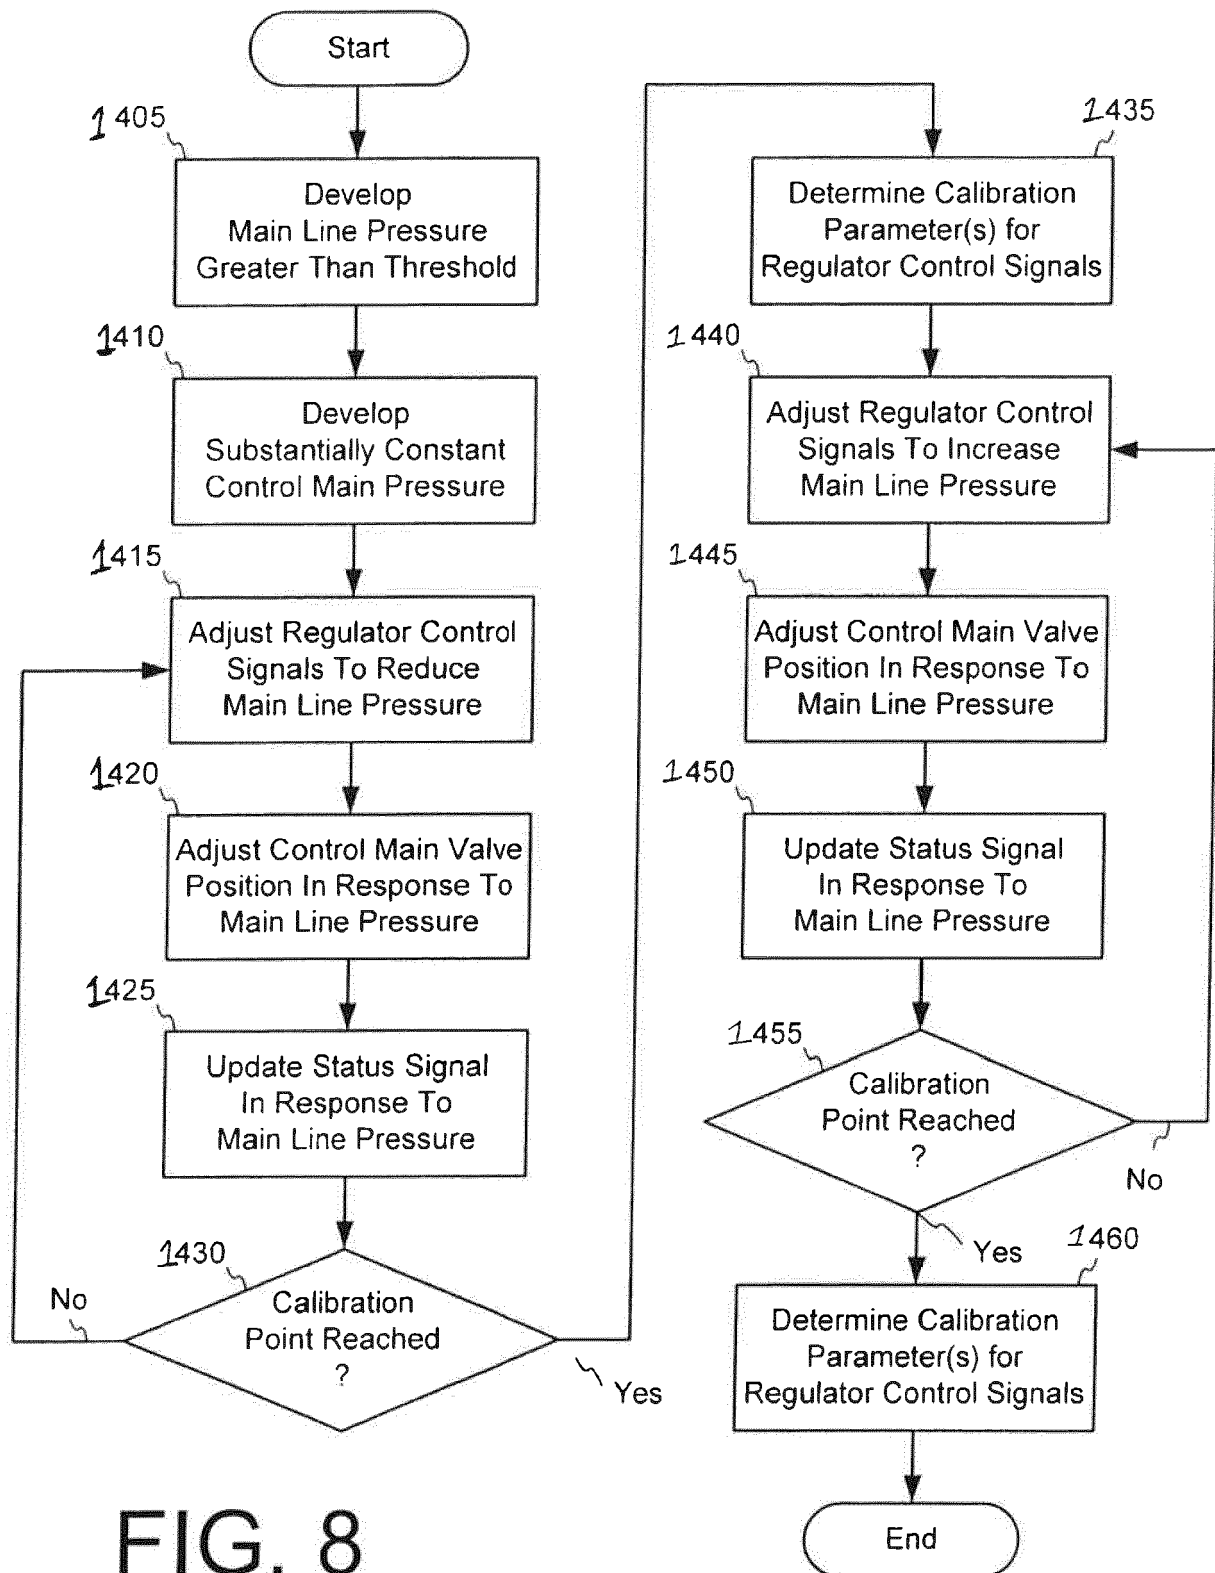 Start
1405
Develop
Main Line Pressure
Greater Than Threshold
1410
Develop
Substantially Constant
Control Main Pressure
1415
Adjust Regulator Control
Signals To Reduce
Main Line Pressure
1420
Adjust Control Main Valve
Position In Response To
Main Line Pressure
1425
Update Status Signal
In Response To
Main Line Pressure
1430
Calibration
Point Reached
?
No
Yes
1435
Determine Calibration
Parameter(s) for
Regulator Control Signals
1440
Adjust Regulator Control
Signals To Increase
Main Line Pressure
1445
Adjust Control Main Valve
Position In Response To
Main Line Pressure
1450
Update Status Signal
In Response To
Main Line Pressure
1455
Calibration
Point Reached
?
No
Yes
1460
Determine Calibration
Parameter(s) for
Regulator Control Signals
End
FIG. 8